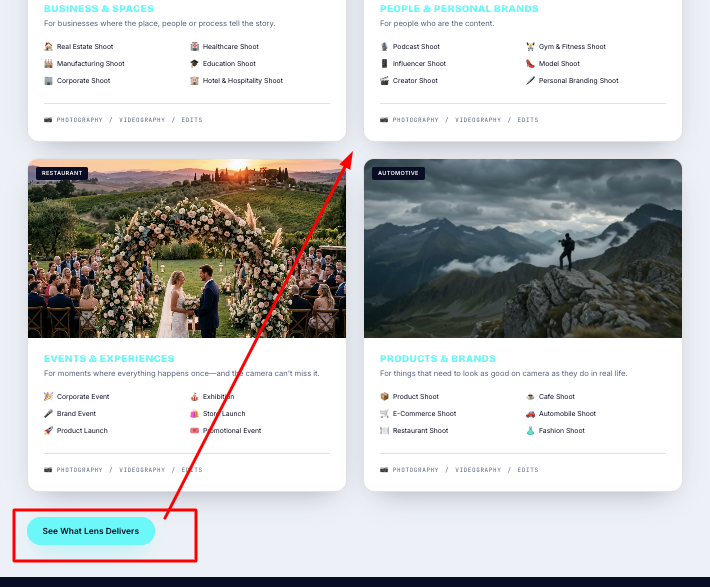 BUSINESS & SPACES
For businesses where the place, people or process tell the story.
Real Estate Shoot
Healthcare Shoot
Manufacturing Shoot
Education Shoot
Corporate Shoot
Hotel & Hospitality Shoot
PHOTOGRAPHY / VIDEOGRAPHY / EDITS
PEOPLE & PERSONAL BRANDS
For people who are the content.
Podcast Shoot
Gym & Fitness Shoot
Influencer Shoot
Model Shoot
Creator Shoot
Personal Branding Shoot
PHOTOGRAPHY / VIDEOGRAPHY / EDITS
RESTAURANT
EVENTS & EXPERIENCES
For moments where everything happens once—and the camera can't miss it.
Corporate Event
Exhibition
Brand Event
Store Launch
Product Launch
Promotional Event
PHOTOGRAPHY / VIDEOGRAPHY / EDITS
AUTOMOTIVE
PRODUCTS & BRANDS
For things that need to look as good on camera as they do in real life.
Product Shoot
Cafe Shoot
E-Commerce Shoot
Automobile Shoot
Restaurant Shoot
Fashion Shoot
PHOTOGRAPHY / VIDEOGRAPHY / EDITS
See What Lens Delivers